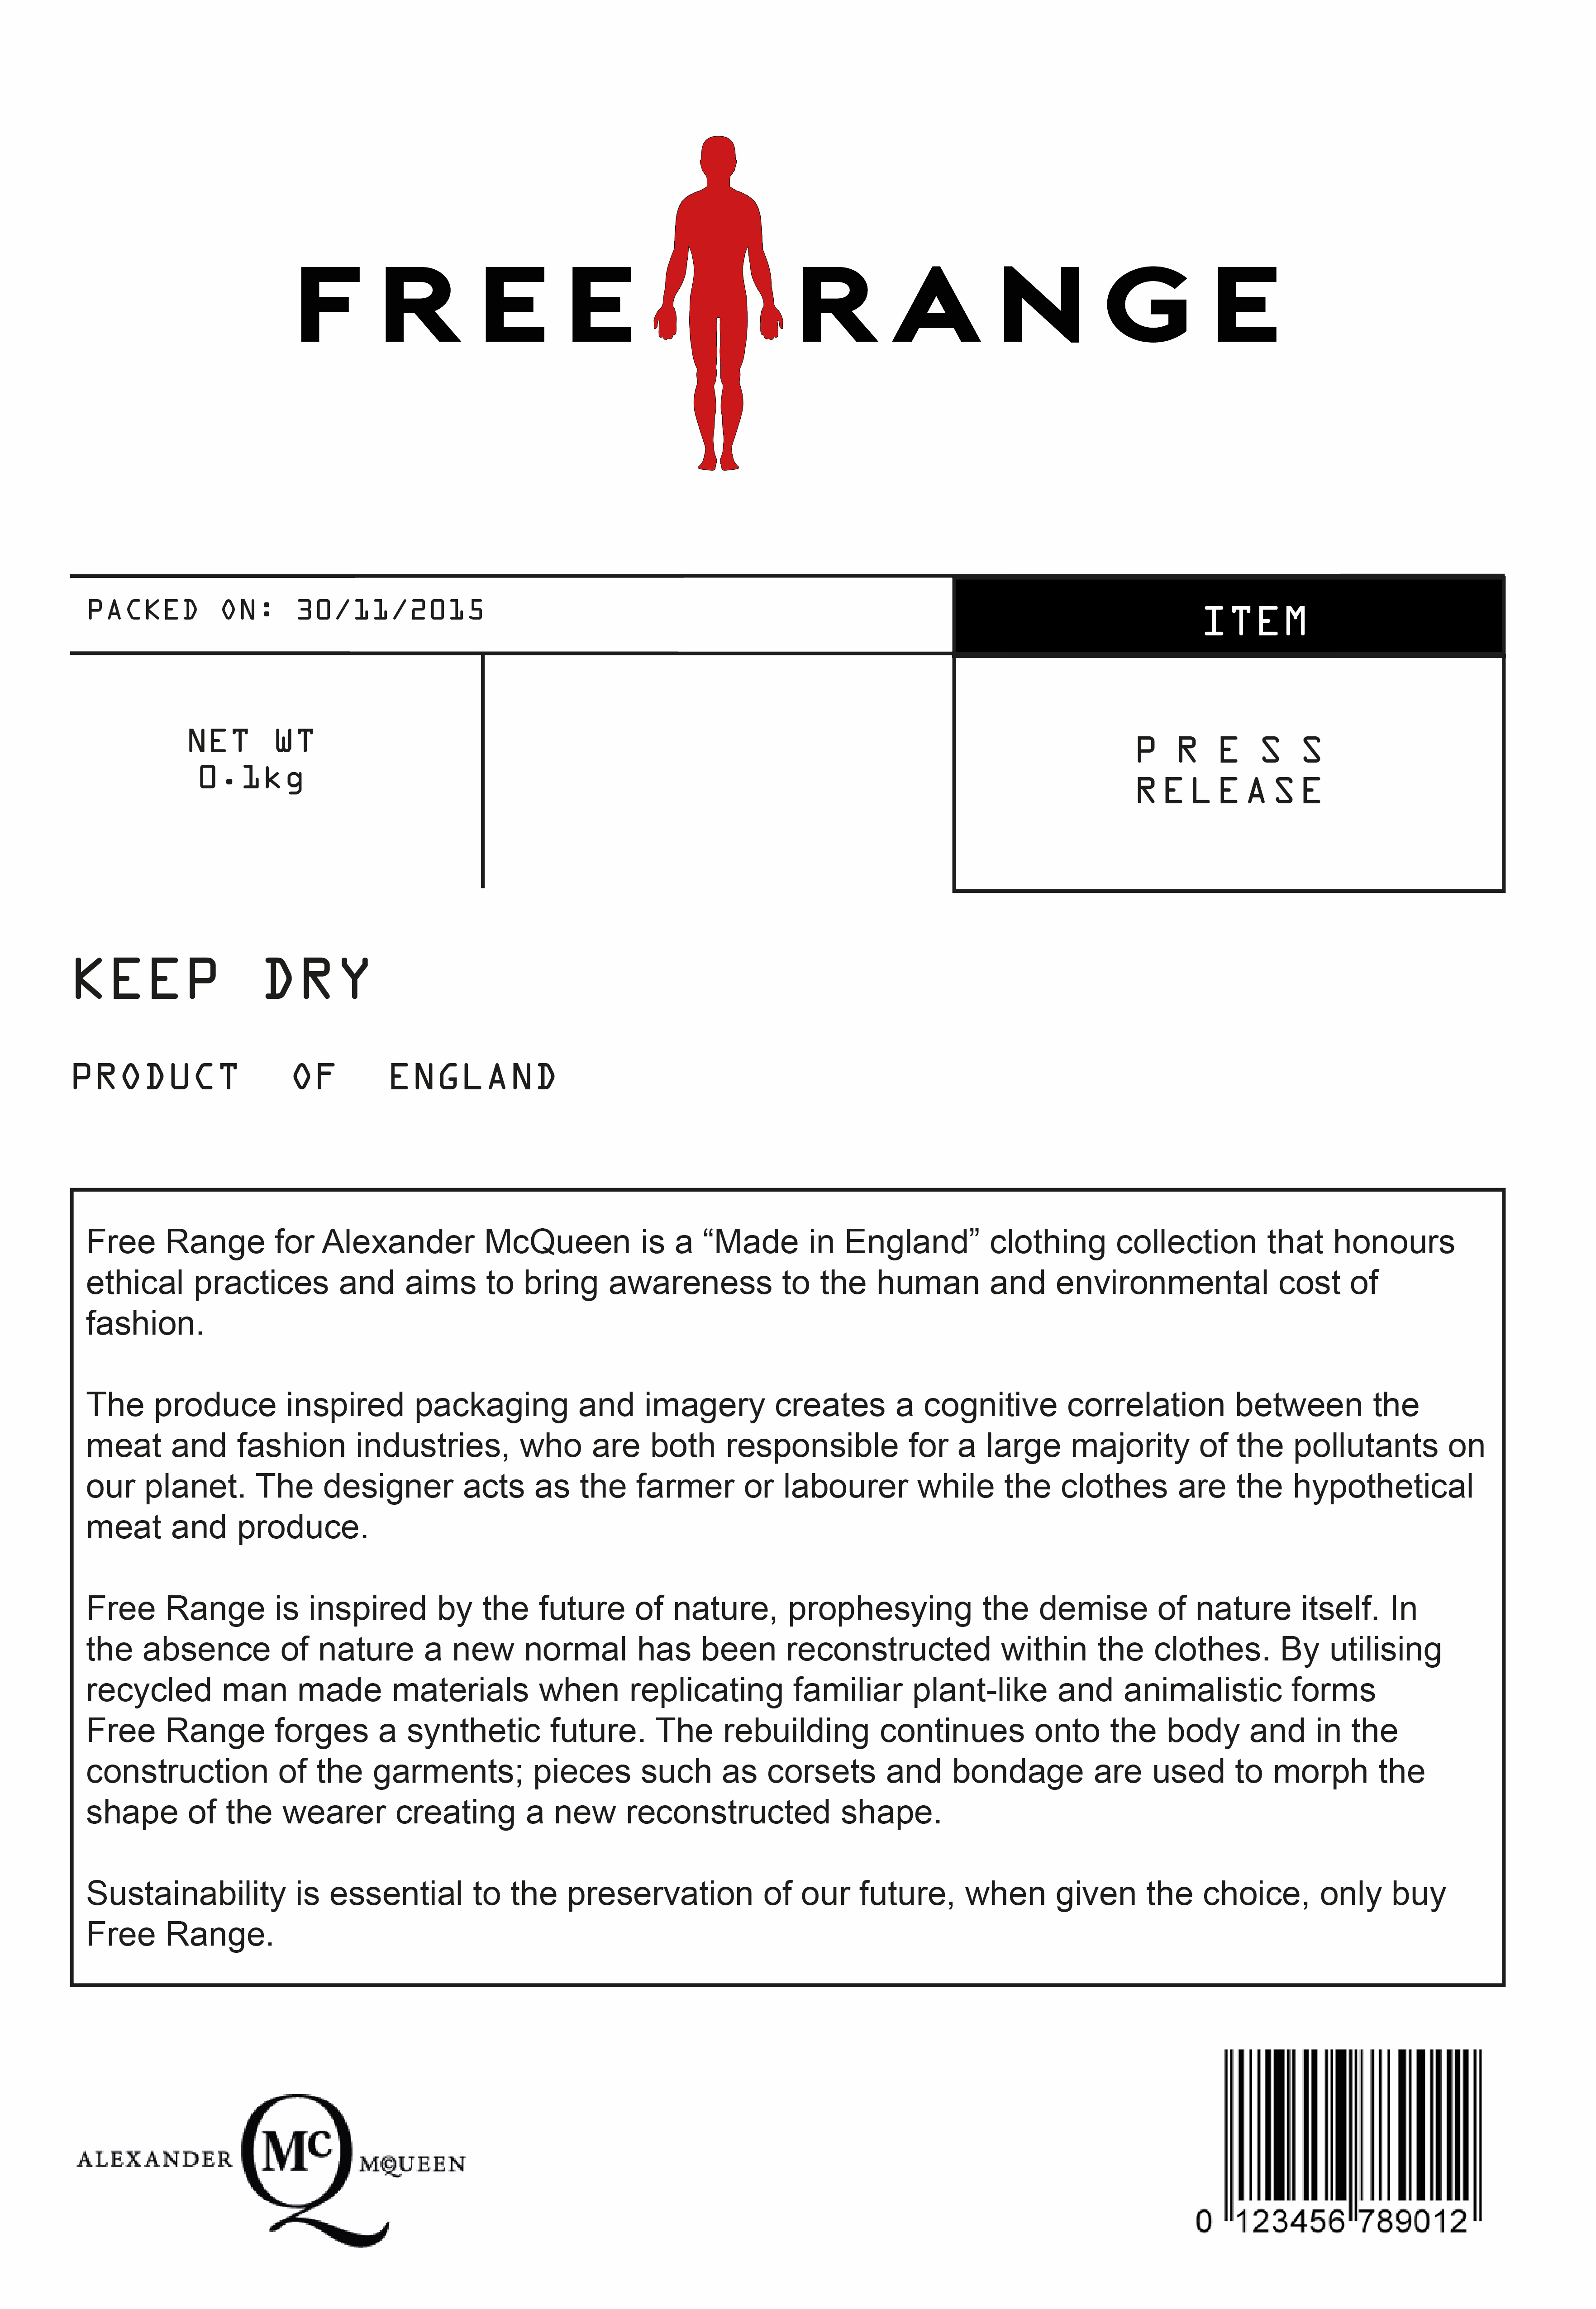 FREE RANGE
PACKED ON: 30/11/2015
ITEM
NET WT
0.1kg
PRESS
RELEASE
KEEP DRY
PRODUCT OF ENGLAND
Free Range for Alexander McQueen is a “Made in England” clothing collection that honours
ethical practices and aims to bring awareness to the human and environmental cost of
fashion.
The produce inspired packaging and imagery creates a cognitive correlation between the
meat and fashion industries, who are both responsible for a large majority of the pollutants on
our planet. The designer acts as the farmer or labourer while the clothes are the hypothetical
meat and produce.
Free Range is inspired by the future of nature, prophesying the demise of nature itself. In
the absence of nature a new normal has been reconstructed within the clothes. By utilising
recycled man made materials when replicating familiar plant-like and animalistic forms
Free Range forges a synthetic future. The rebuilding continues onto the body and in the
construction of the garments; pieces such as corsets and bondage are used to morph the
shape of the wearer creating a new reconstructed shape.
Sustainability is essential to the preservation of our future, when given the choice, only buy
Free Range.
ALEXANDER McQ McQUEEN
0 123456 789012